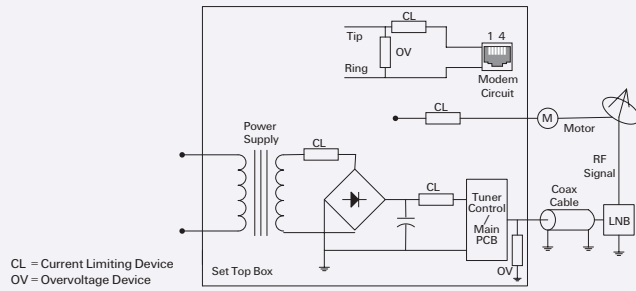 CL
1 4
Tip
OV
Ring
Modem
Circuit
CL
M
Motor
Power
Supply
CL
RF
Signal
CL
Tuner
Control
/
Main
PCB
Coax
Cable
LNB
OV
Set Top Box
CL = Current Limiting Device
OV = Overvoltage Device